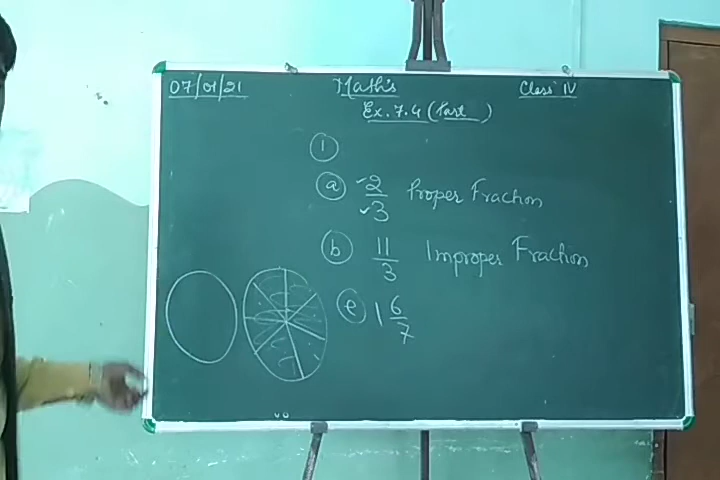 07/01/21 Maths Class IV
Ex. 7.4 (Part )
1
a 2/3 Proper Fraction
b 11/3 Improper Fraction
e 1 6/7